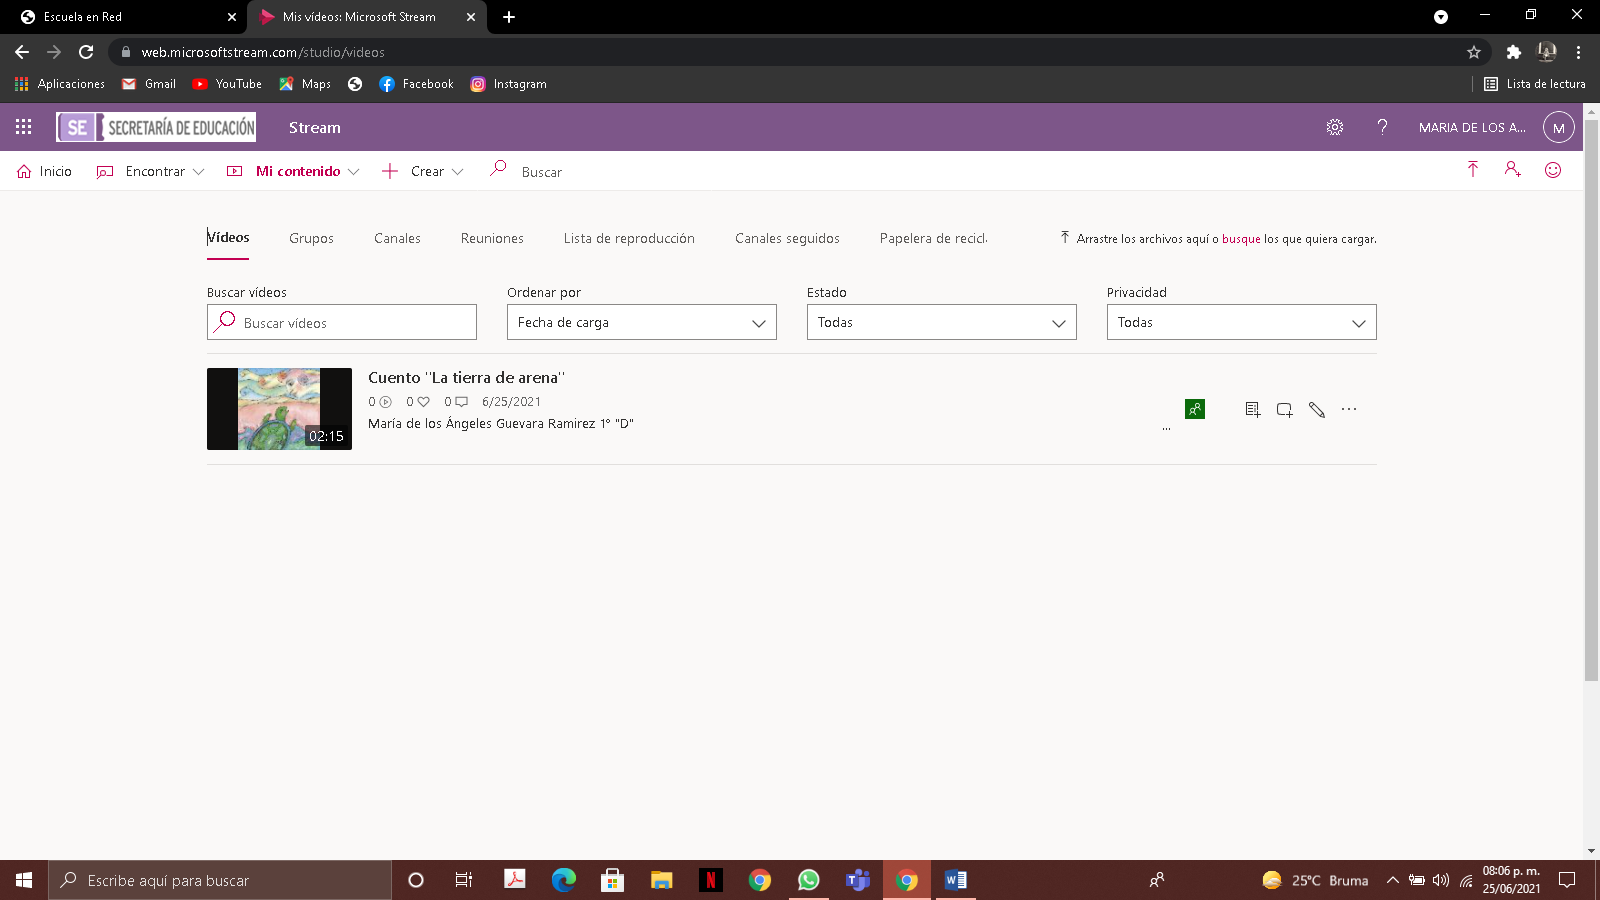 Escuela en Red
Mis vídeos: Microsoft Stream
web.microsoftstream.com/studio/videos
Aplicaciones Gmail YouTube Maps Facebook Instagram Lista de lectura
SE SECRETARÍA DE EDUCACIÓN Stream ? MARIA DE LOS A... M
Inicio Encontrar Mi contenido Crear Buscar
Vídeos Grupos Canales Reuniones Lista de reproducción Canales seguidos Papelera de recicl. Arrastre los archivos aquí o busque los que quiera cargar.
Buscar vídeos Ordenar por Estado Privacidad
Buscar vídeos Fecha de carga Todas Todas
Cuento "La tierra de arena"
0 0 0 6/25/2021
María de los Ángeles Guevara Ramirez 1° "D" ...
02:15
Escribe aquí para buscar
25°C Bruma
08:06 p. m.
25/06/2021